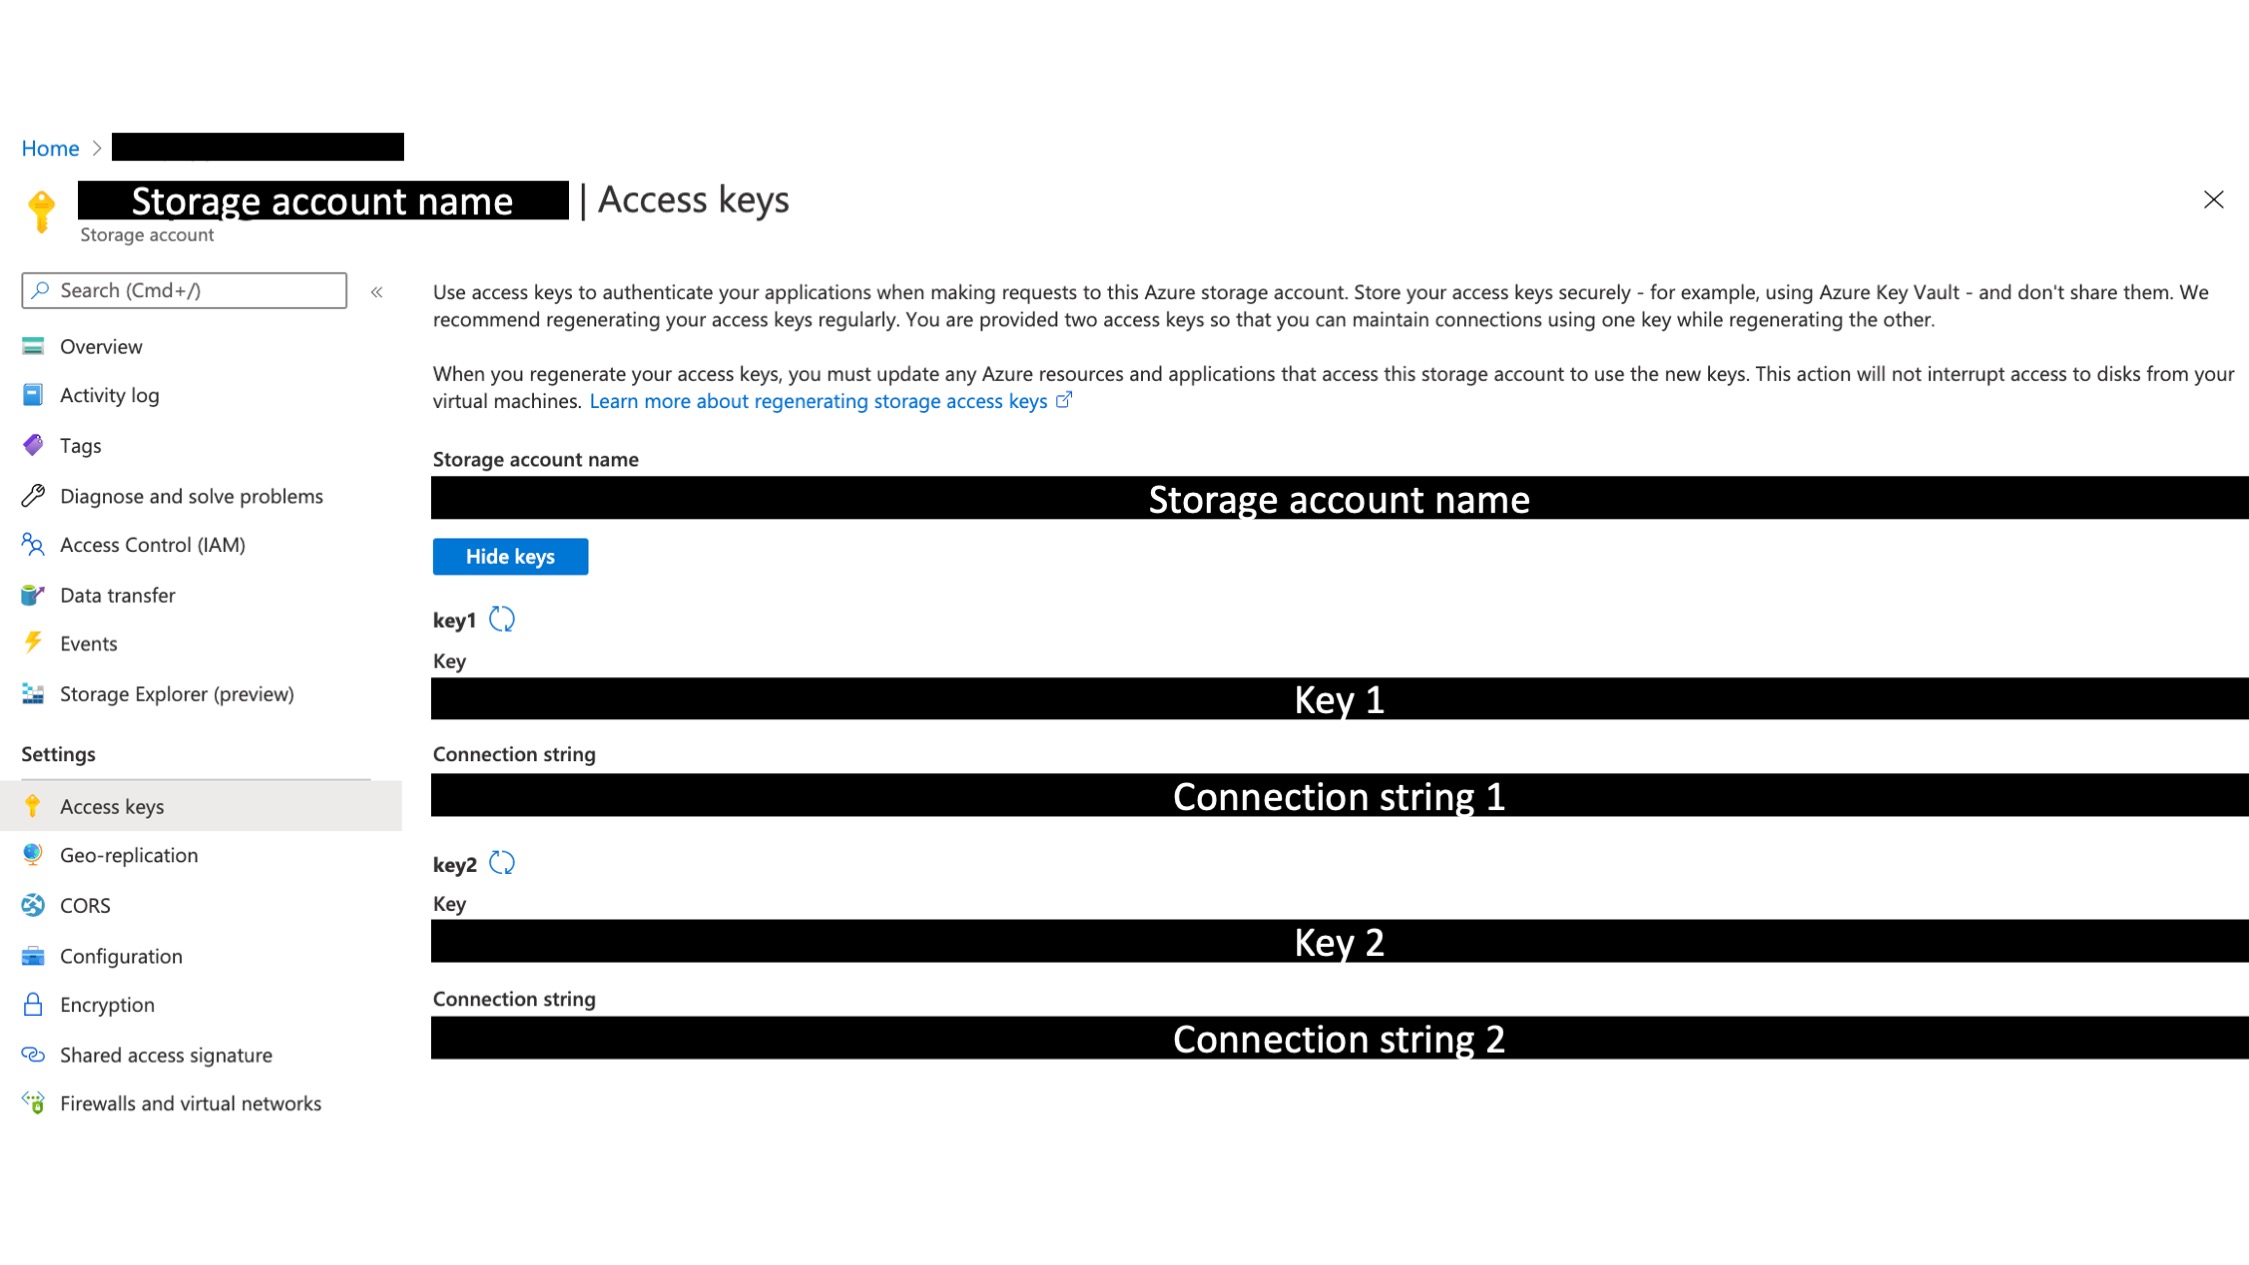 Home >
Storage account name | Access keys
Storage account
Search (Cmd+/)
«
Overview
Activity log
Tags
Diagnose and solve problems
Access Control (IAM)
Data transfer
Events
Storage Explorer (preview)
Settings
Access keys
Geo-replication
CORS
Configuration
Encryption
Shared access signature
Firewalls and virtual networks
Use access keys to authenticate your applications when making requests to this Azure storage account. Store your access keys securely - for example, using Azure Key Vault - and don't share them. We
recommend regenerating your access keys regularly. You are provided two access keys so that you can maintain connections using one key while regenerating the other.
When you regenerate your access keys, you must update any Azure resources and applications that access this storage account to use the new keys. This action will not interrupt access to disks from your
virtual machines. Learn more about regenerating storage access keys
Storage account name
Storage account name
Hide keys
key1
Key
Key 1
Connection string
Connection string 1
key2
Key
Key 2
Connection string
Connection string 2